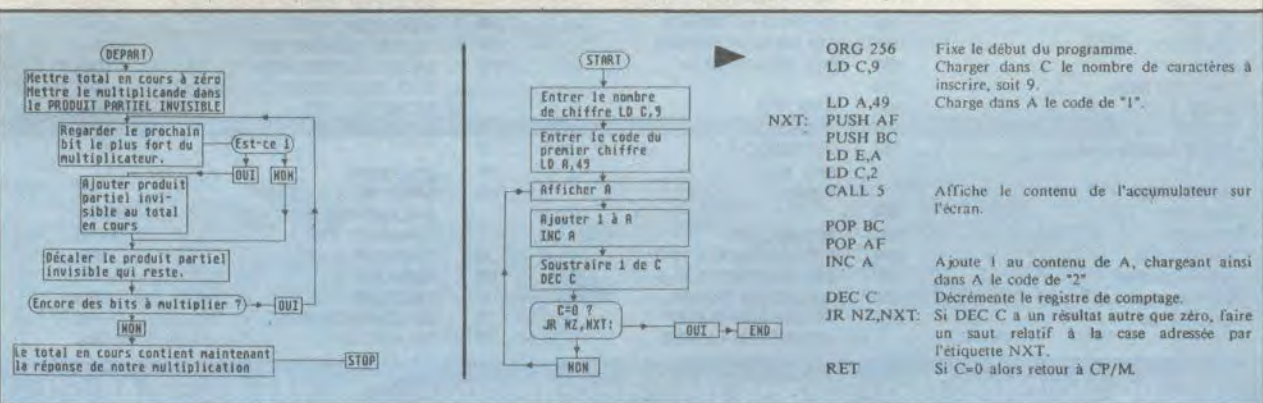 DEPART
Mettre total en cours à zéro
Mettre le multiplicande dans
le PRODUIT PARTIEL INVISIBLE
Regarder le prochain
bit le plus fort du
multiplicateur.
Est-ce 1
OUI NON
Ajouter produit
partiel invi-
sible au total
en cours
Décaler le produit partiel
invisible qui reste.
Encore des bits à multiplier ? OUI
NON
Le total en cours contient maintenant
la réponse de notre multiplication
STOP
START
Entrer le nombre
de chiffre LD C,9
Entrer le code du
premier chiffre
LD A,49
Afficher A
Ajouter 1 à A
INC A
Soustraire 1 de C
DEC C
C=0 ?
JR NZ,NXT:
OUI END
NON
ORG 256 Fixe le début du programme.
LD C,9 Charger dans C le nombre de caractères à
inscrire, soit 9.
LD A,49 Charge dans A le code de "1".
NXT: PUSH AF
PUSH BC
LD E,A
LD C,2
CALL 5 Affiche le contenu de l'accumulateur sur
l'écran.
POP BC
POP AF
INC A Ajoute 1 au contenu de A, chargeant ainsi
dans A le code de "2"
DEC C Décrémente le registre de comptage.
JR NZ,NXT: Si DEC C a un résultat autre que zéro, faire
un saut relatif à la case adressée par
l'étiquette NXT.
RET Si C=0 alors retour à CP/M.